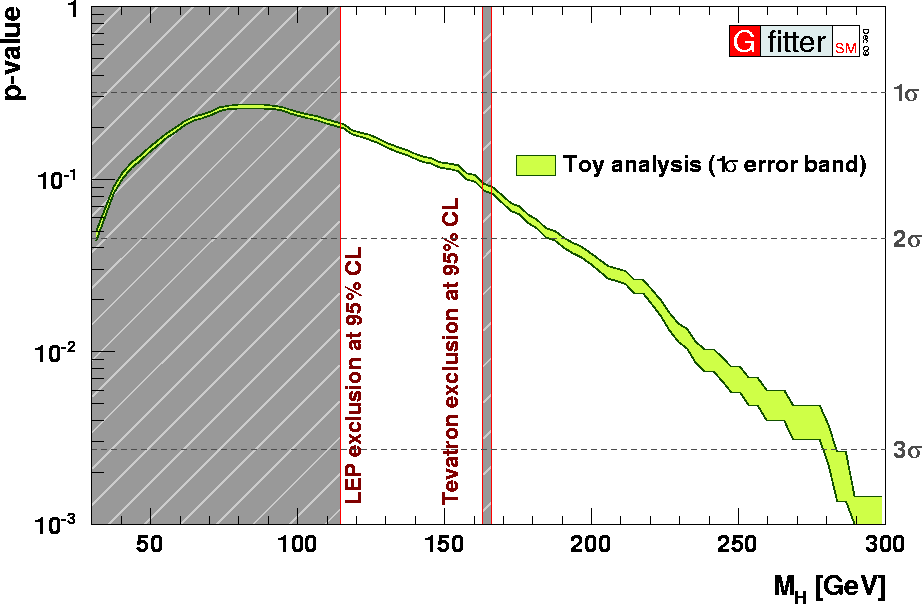 p-value
1
10⁻¹
10⁻²
10⁻³
1σ
2σ
3σ
G fitter SM
Dec 09
Toy analysis (1σ error band)
LEP exclusion at 95% CL
Tevatron exclusion at 95% CL
50 100 150 200 250 300
M_H [GeV]